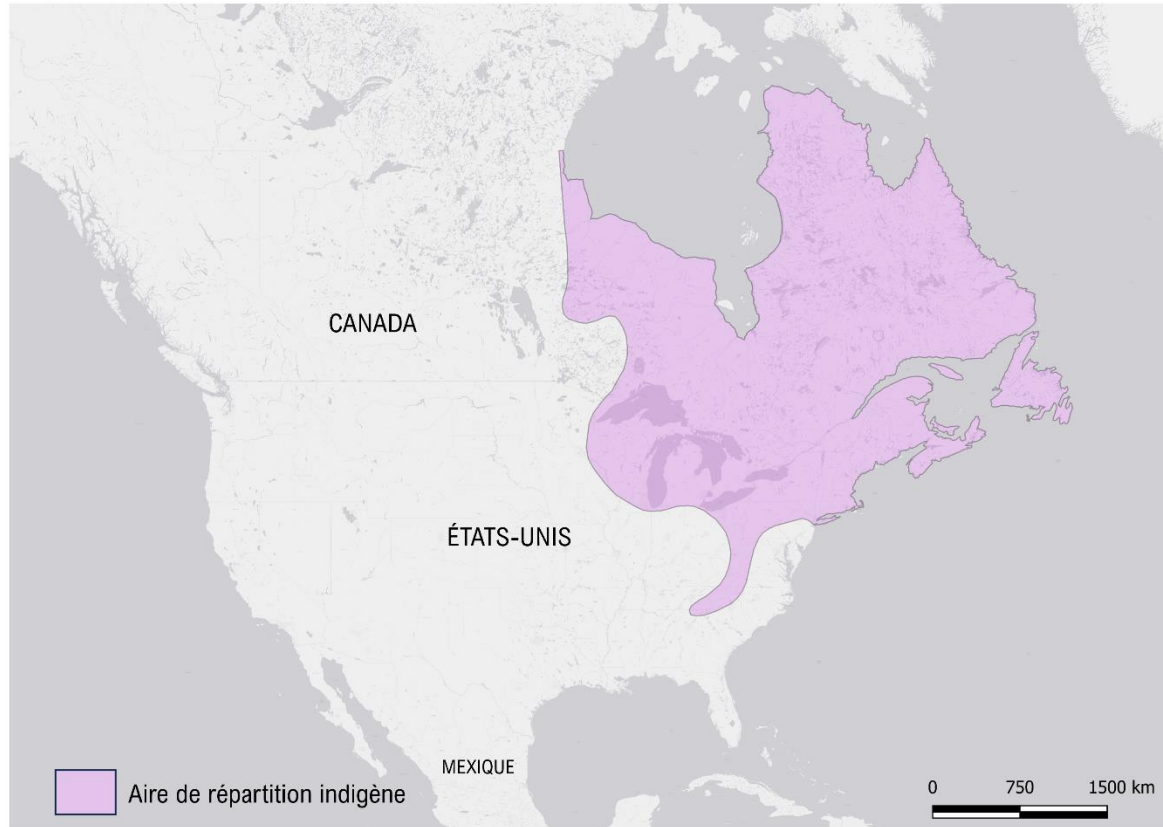 CANADA
ÉTATS-UNIS
MEXIQUE
Aire de répartition indigène
0 750 1500 km